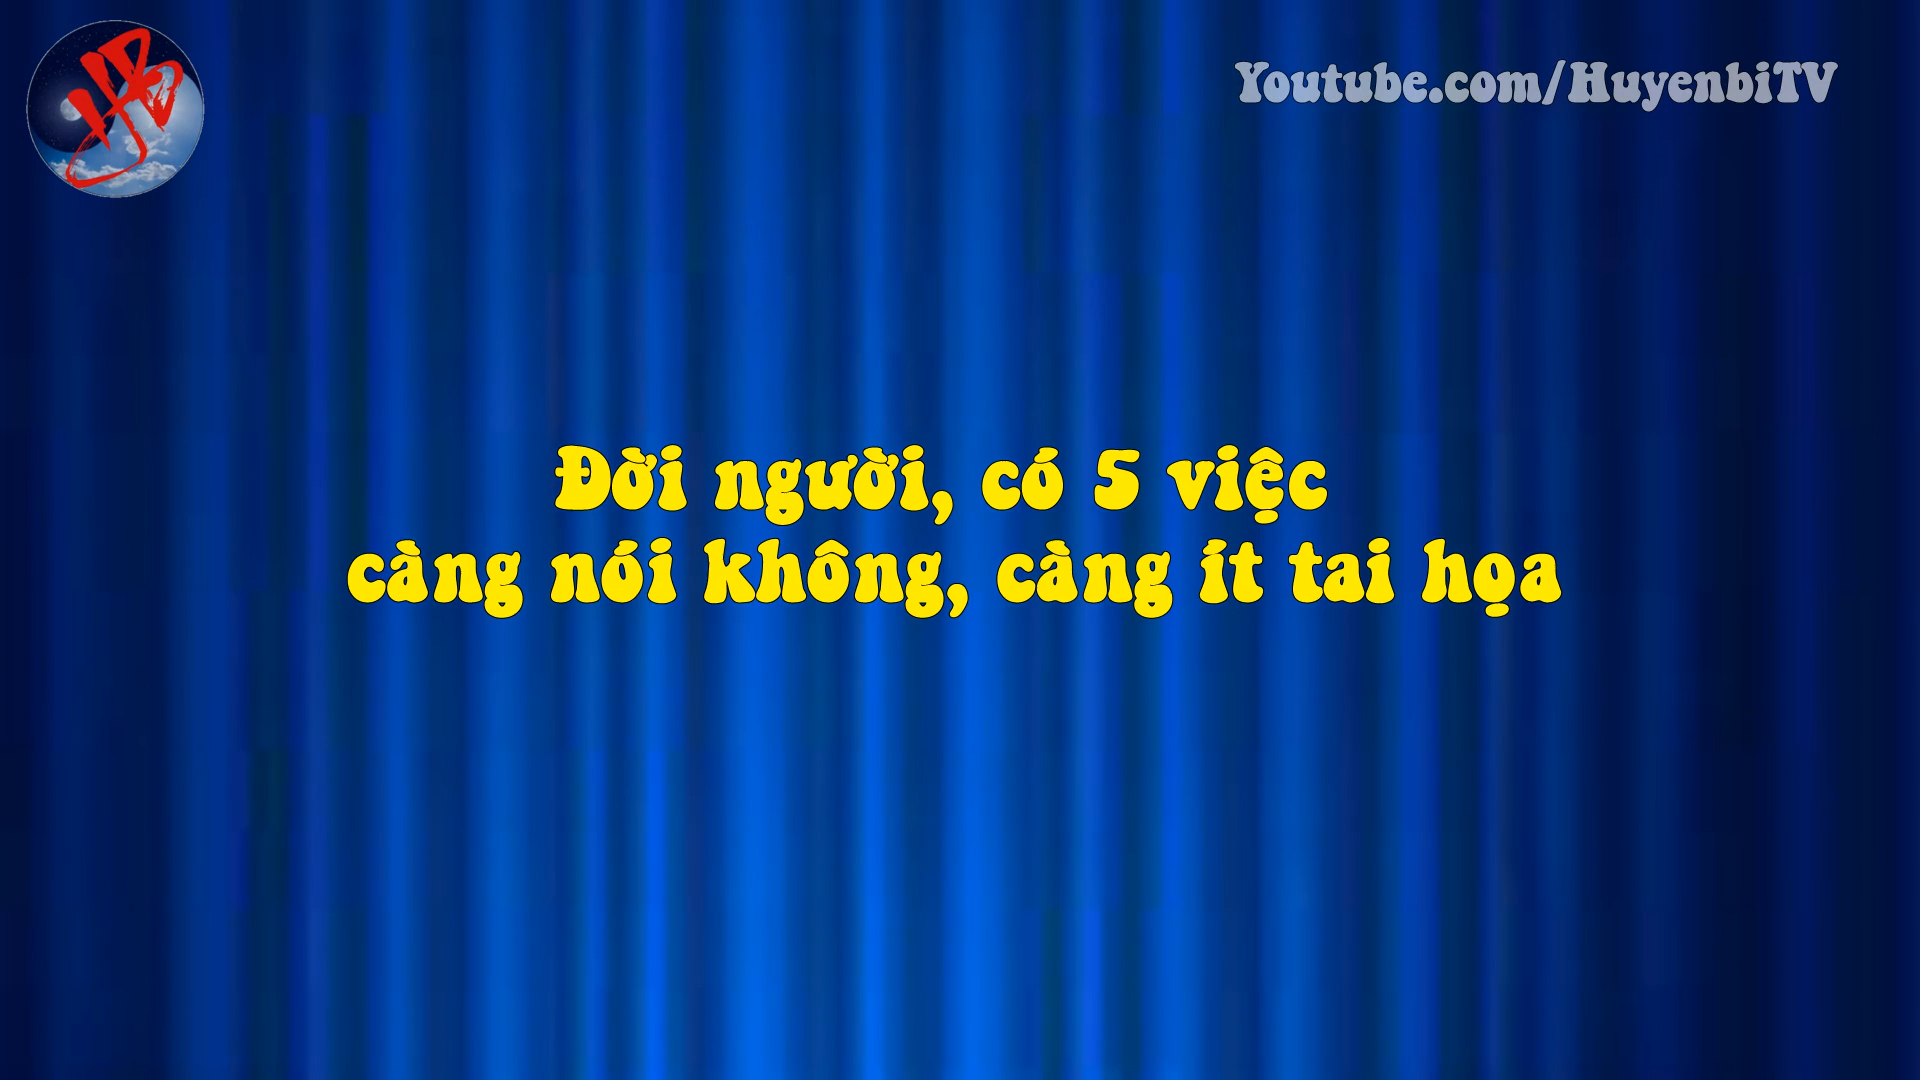 Youtube.com/HuyenbiTV
Đời người, có 5 việc
càng nói không, càng ít tai họa